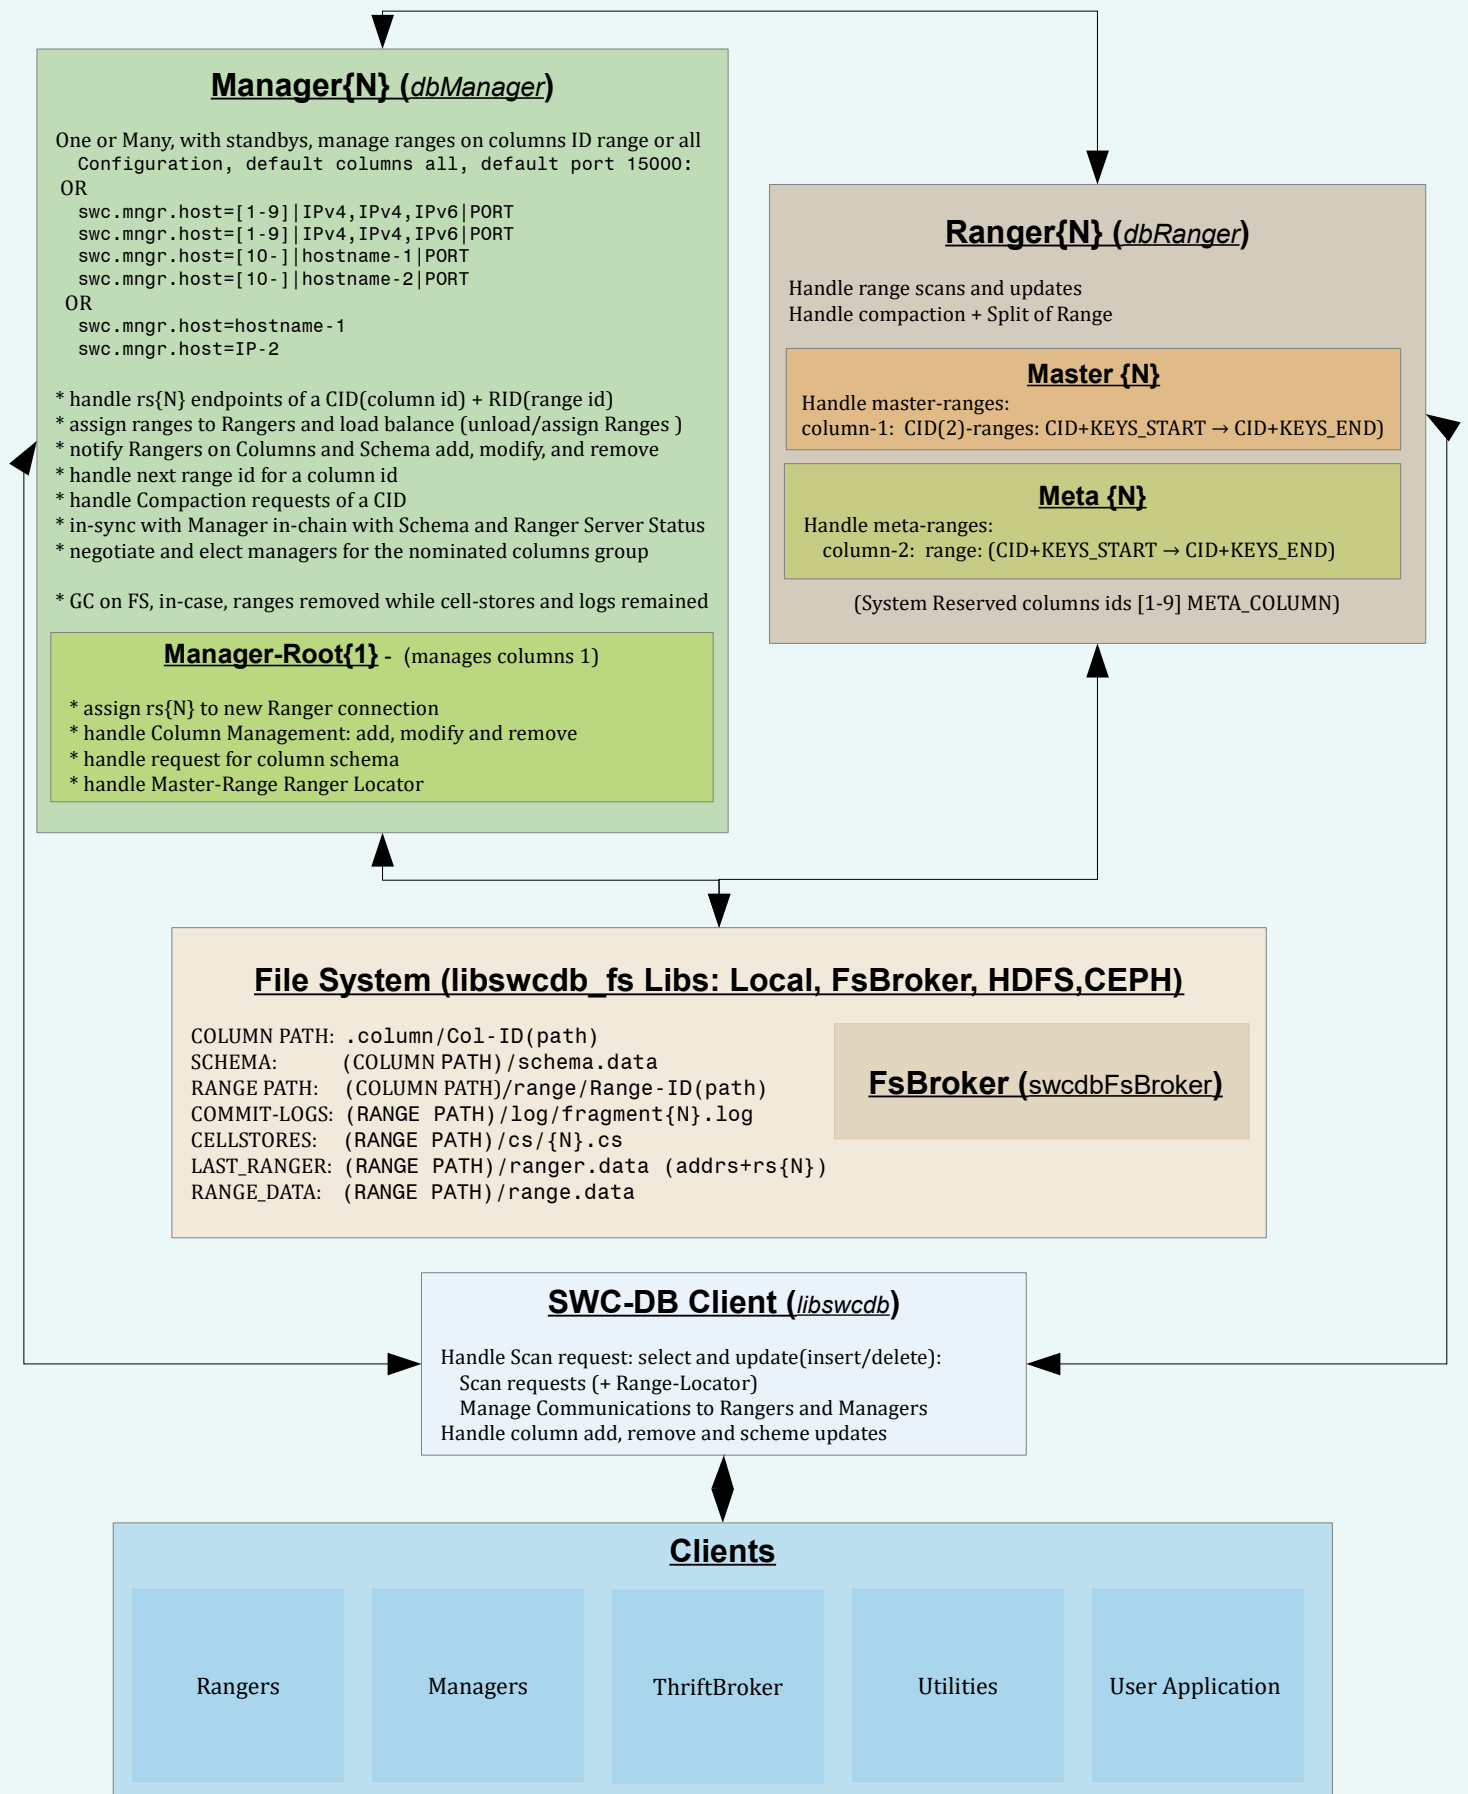 Manager{N} (dbManager)
One or Many, with standbys, manage ranges on columns ID range or all
Configuration, default columns all, default port 15000:
OR
swc.mngr.host=[1-9]|IPv4,IPv4,IPv6|PORT
swc.mngr.host=[1-9]|IPv4,IPv4,IPv6|PORT
swc.mngr.host=[10-]|hostname-1|PORT
swc.mngr.host=[10-]|hostname-2|PORT
OR
swc.mngr.host=hostname-1
swc.mngr.host=IP-2
* handle rs{N} endpoints of a CID(column id) + RID(range id)
* assign ranges to Rangers and load balance (unload/assign Ranges )
* notify Rangers on Columns and Schema add, modify, and remove
* handle next range id for a column id
* handle Compaction requests of a CID
* in-sync with Manager in-chain with Schema and Ranger Server Status
* negotiate and elect managers for the nominated columns group
* GC on FS, in-case, ranges removed while cell-stores and logs remained
Manager-Root{1} - (manages columns 1)
* assign rs{N} to new Ranger connection
* handle Column Management: add, modify and remove
* handle request for column schema
* handle Master-Range Ranger Locator
Ranger{N} (dbRanger)
Handle range scans and updates
Handle compaction + Split of Range
Master {N}
Handle master-ranges:
column-1: CID(2)-ranges: CID+KEYS_START → CID+KEYS_END)
Meta {N}
Handle meta-ranges:
column-2: range: (CID+KEYS_START → CID+KEYS_END)
(System Reserved columns ids [1-9] META_COLUMN)
File System (libswcdb_fs Libs: Local, FsBroker, HDFS,CEPH)
COLUMN PATH: .column/Col-ID(path)
SCHEMA: (COLUMN PATH)/schema.data
RANGE PATH: (COLUMN PATH)/range/Range-ID(path)
COMMIT-LOGS: (RANGE PATH)/log/fragment{N}.log
CELLSTORES: (RANGE PATH)/cs/{N}.cs
LAST_RANGER: (RANGE PATH)/ranger.data (addrs+rs{N})
RANGE_DATA: (RANGE PATH)/range.data
FsBroker (swcdbFsBroker)
SWC-DB Client (libswcdb)
Handle Scan request: select and update(insert/delete):
Scan requests (+ Range-Locator)
Manage Communications to Rangers and Managers
Handle column add, remove and scheme updates
Clients
Rangers
Managers
ThriftBroker
Utilities
User Application